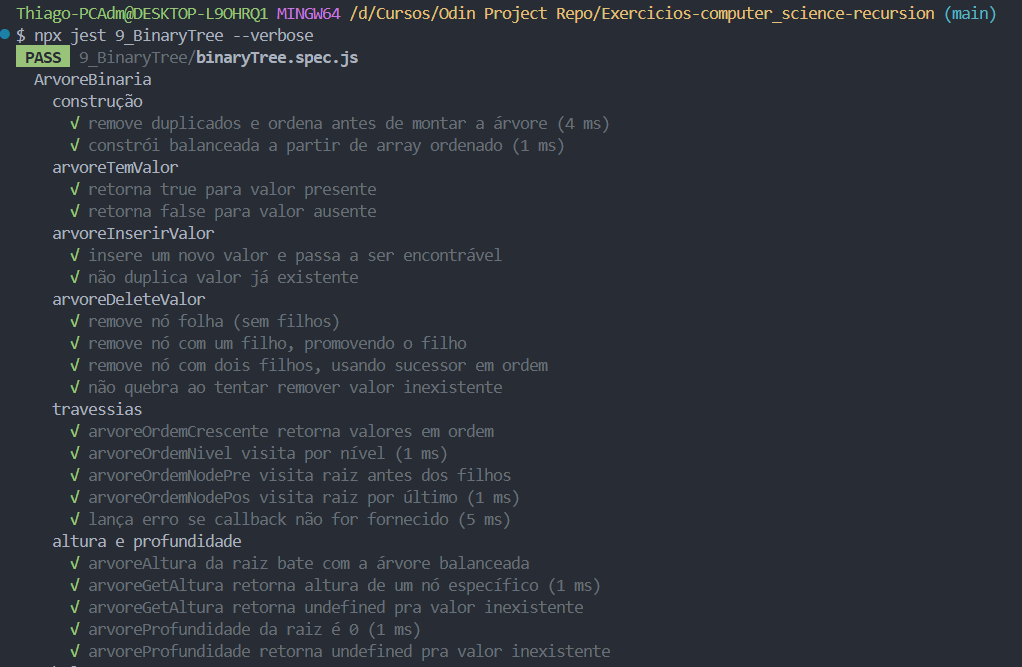 Thiago-PCAdm@DESKTOP-L9OHRQ1 MINGW64 /d/Cursos/Odin Project Repo/Exercicios-computer_science-recursion (main)
$ npx jest 9_BinaryTree --verbose
PASS 9_BinaryTree/binaryTree.spec.js
ArvoreBinaria
construção
√ remove duplicados e ordena antes de montar a árvore (4 ms)
√ constrói balanceada a partir de array ordenado (1 ms)
arvoreTemValor
√ retorna true para valor presente
√ retorna false para valor ausente
arvoreInserirValor
√ insere um novo valor e passa a ser encontrável
√ não duplica valor já existente
arvoreDeleteValor
√ remove nó folha (sem filhos)
√ remove nó com um filho, promovendo o filho
√ remove nó com dois filhos, usando sucessor em ordem
√ não quebra ao tentar remover valor inexistente
travessias
√ arvoreOrdemCrescente retorna valores em ordem
√ arvoreOrdemNivel visita por nível (1 ms)
√ arvoreOrdemNodePre visita raiz antes dos filhos
√ arvoreOrdemNodePos visita raiz por último (1 ms)
√ lança erro se callback não for fornecido (5 ms)
altura e profundidade
√ arvoreAltura da raiz bate com a árvore balanceada
√ arvoreGetAltura retorna altura de um nó específico (1 ms)
√ arvoreGetAltura retorna undefined pra valor inexistente
√ arvoreProfundidade da raiz é 0 (1 ms)
√ arvoreProfundidade retorna undefined pra valor inexistente